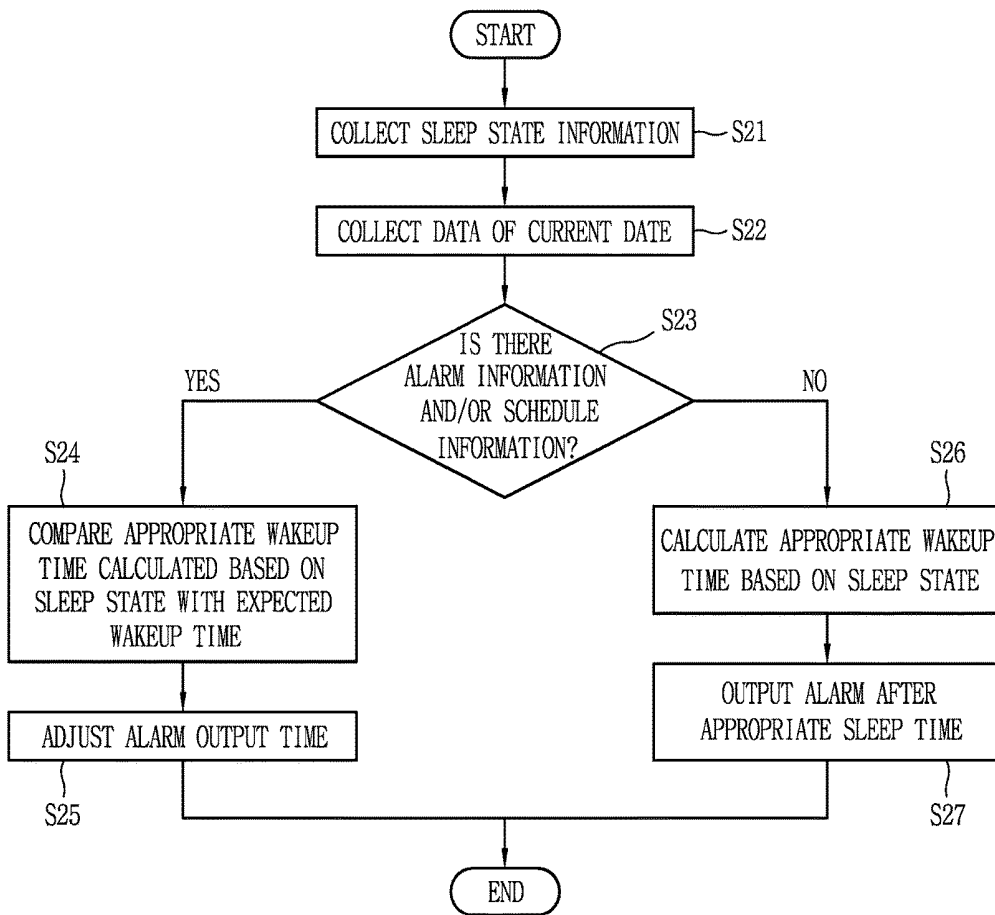 START
COLLECT SLEEP STATE INFORMATION
S21
COLLECT DATA OF CURRENT DATE
S22
S23
IS THERE
ALARM INFORMATION
AND/OR SCHEDULE
INFORMATION?
YES
NO
S24
COMPARE APPROPRIATE WAKEUP
TIME CALCULATED BASED ON
SLEEP STATE WITH EXPECTED
WAKEUP TIME
ADJUST ALARM OUTPUT TIME
S25
S26
CALCULATE APPROPRIATE WAKEUP
TIME BASED ON SLEEP STATE
OUTPUT ALARM AFTER
APPROPRIATE SLEEP TIME
S27
END